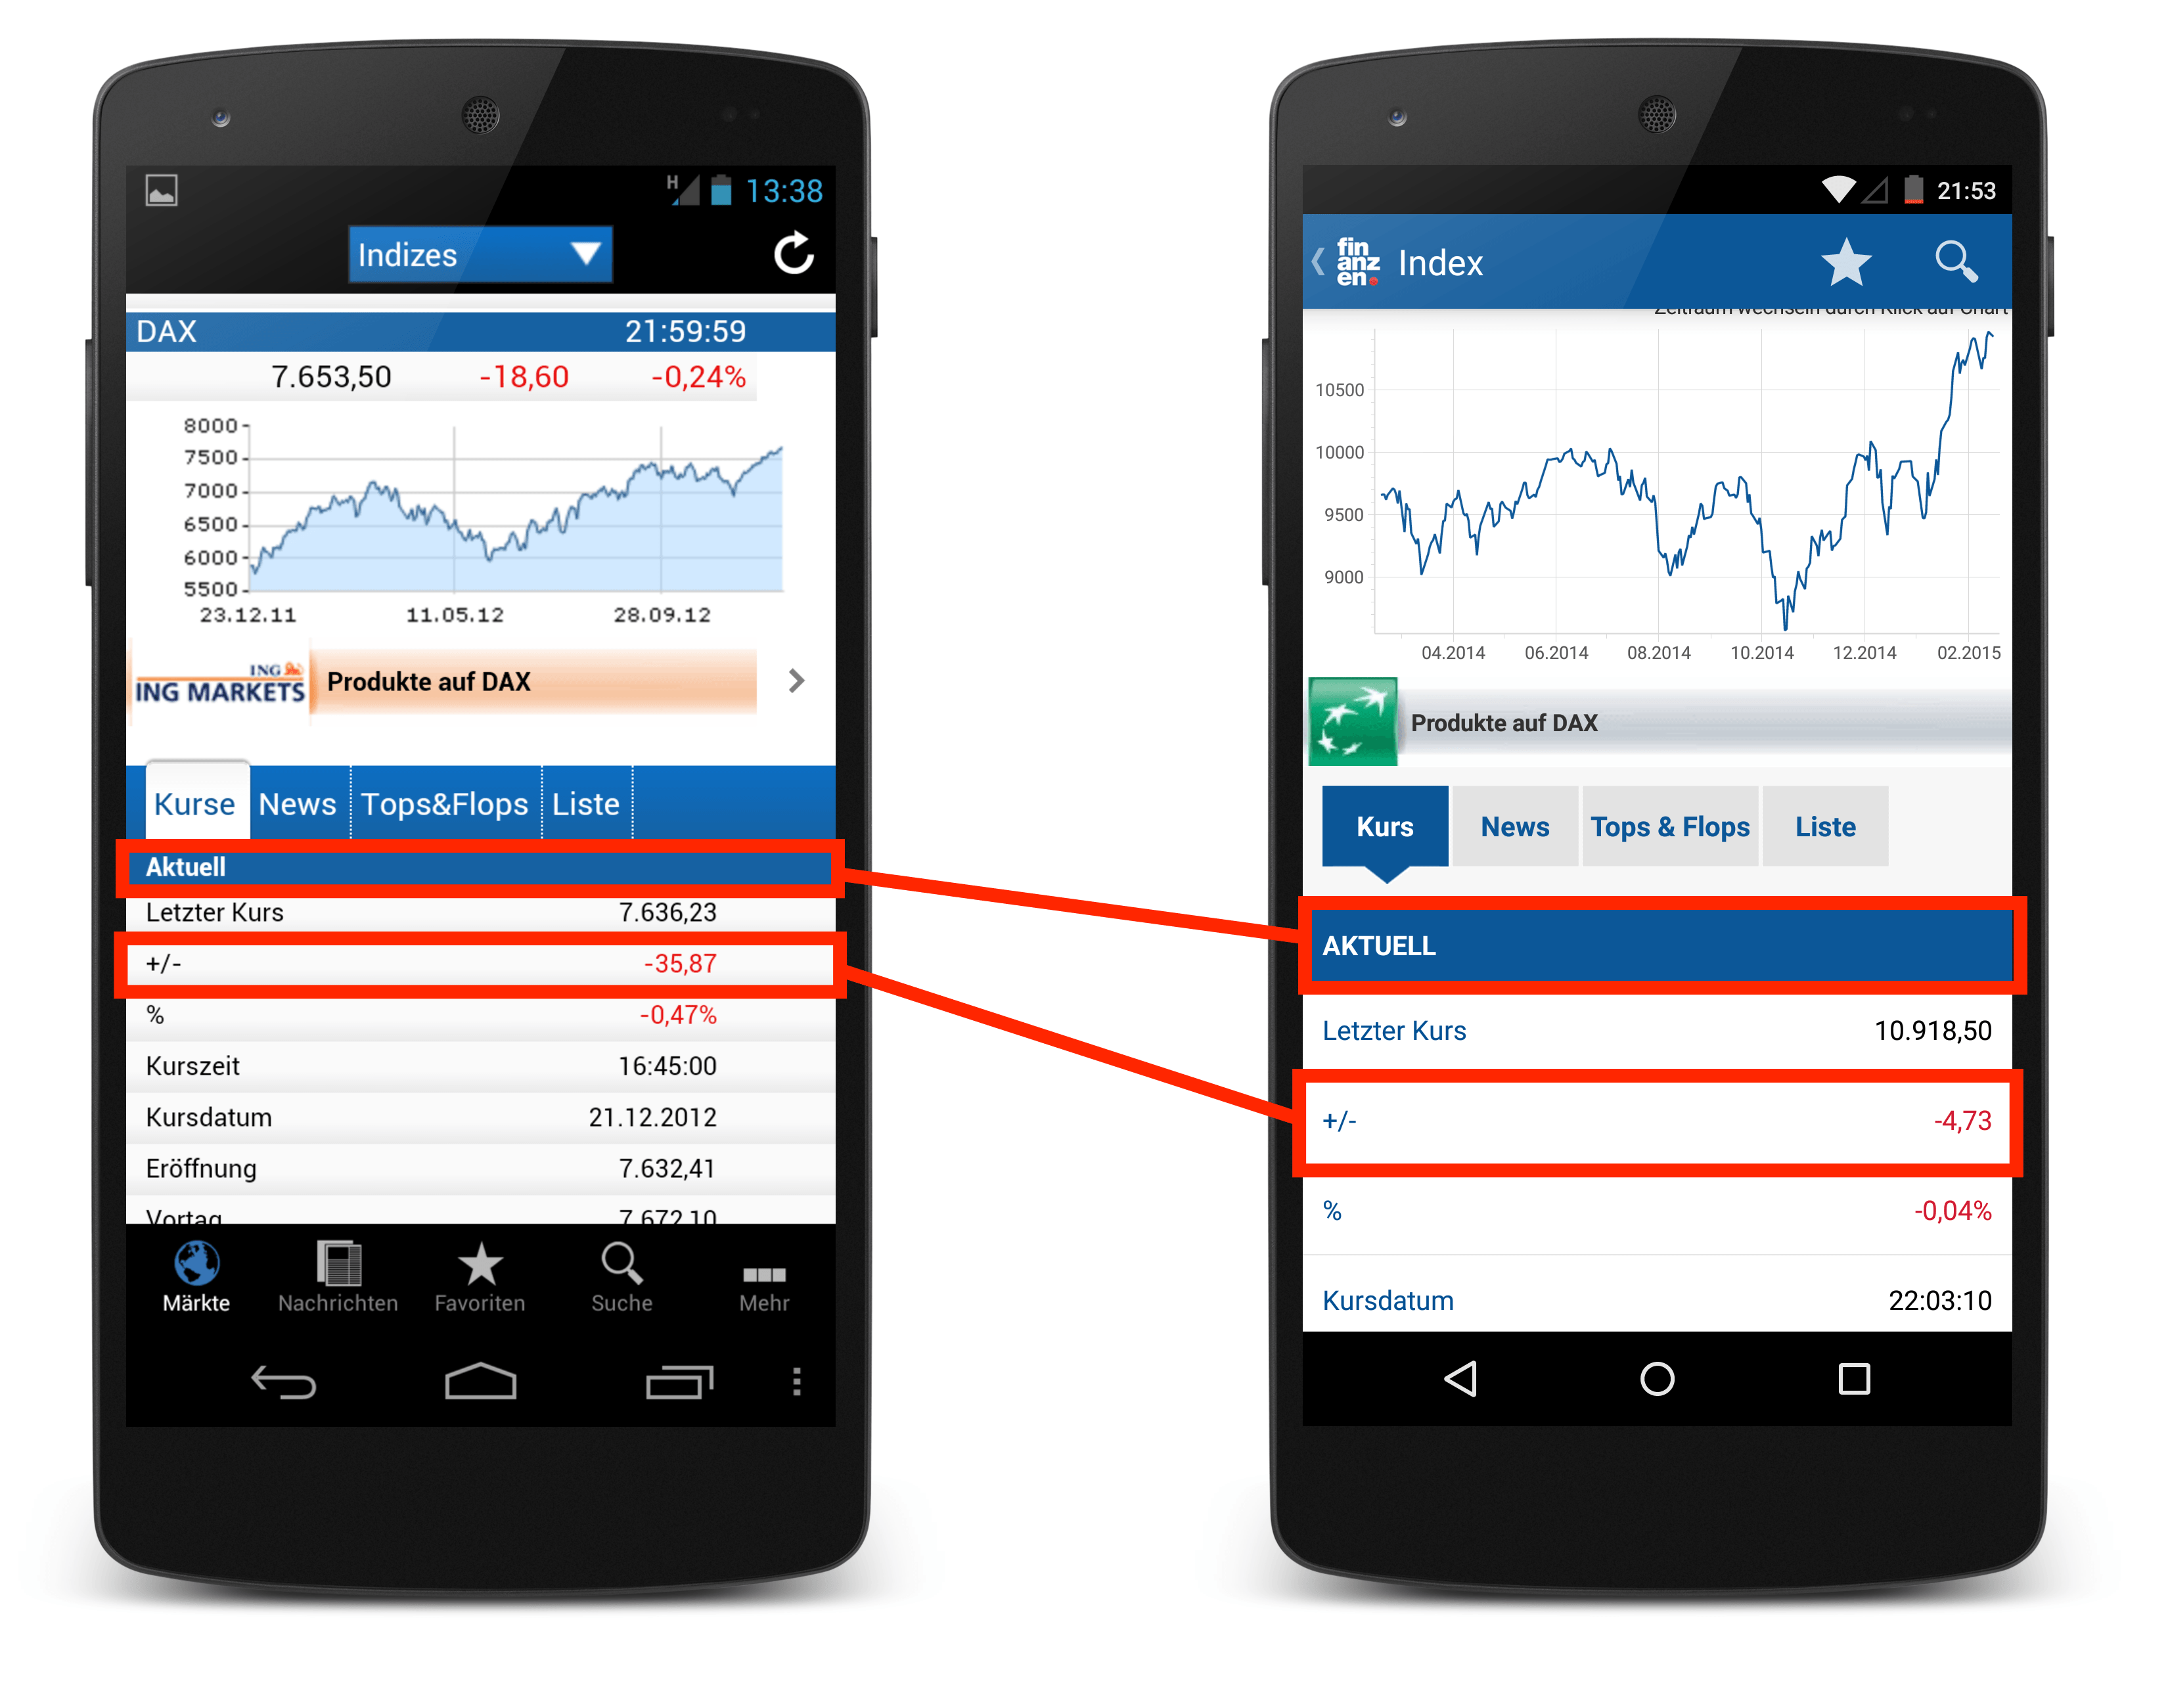 H 13:38
Indizes
DAX 21:59:59
7.653,50 -18,60 -0,24%
8000
7500
7000
6500
6000
5500
23.12.11 11.05.12 28.09.12
ING
ING MARKETS
Produkte auf DAX
Kurse News Tops&Flops Liste
Aktuell
Letzter Kurs 7.636,23
+/- -35,87
% -0,47%
Kurszeit 16:45:00
Kursdatum 21.12.2012
Eröffnung 7.632,41
Vortag 7.672,10
Märkte Nachrichten Favoriten Suche Mehr
21:53
fin
anz
en.
Index
Zeitraum wechseln durch Klick auf Chart
10500
10000
9500
9000
04.2014 06.2014 08.2014 10.2014 12.2014 02.2015
Produkte auf DAX
Kurs News Tops & Flops Liste
AKTUELL
Letzter Kurs 10.918,50
+/- -4,73
% -0,04%
Kursdatum 22:03:10